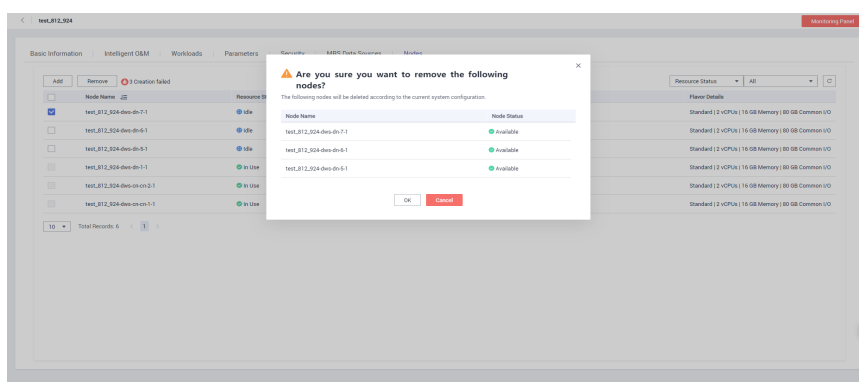 test_812_924
Monitoring Panel
Basic Information
Intelligent O&M
Workloads
Parameters
Security
MRS Data Sources
Nodes
Add
Remove
3 Creation failed
Resource Status
All
Node Name
Resource St
Flavor Details
test_812_924-dws-dn-7-1
Idle
Standard | 2 vCPUs | 16 GB Memory | 80 GB Common I/O
test_812_924-dws-dn-6-1
Idle
Standard | 2 vCPUs | 16 GB Memory | 80 GB Common I/O
test_812_924-dws-dn-5-1
Idle
Standard | 2 vCPUs | 16 GB Memory | 80 GB Common I/O
test_812_924-dws-dn-1-1
In Use
Standard | 2 vCPUs | 16 GB Memory | 80 GB Common I/O
test_812_924-dws-cn-cn-2-1
In Use
Standard | 2 vCPUs | 16 GB Memory | 80 GB Common I/O
test_812_924-dws-cn-cn-1-1
In Use
Standard | 2 vCPUs | 16 GB Memory | 80 GB Common I/O
10
Total Records: 6
1
Are you sure you want to remove the following
nodes?
The following nodes will be deleted according to the current system configuration.
Node Name
Node Status
test_812_924-dws-dn-7-1
Available
test_812_924-dws-dn-6-1
Available
test_812_924-dws-dn-5-1
Available
OK
Cancel